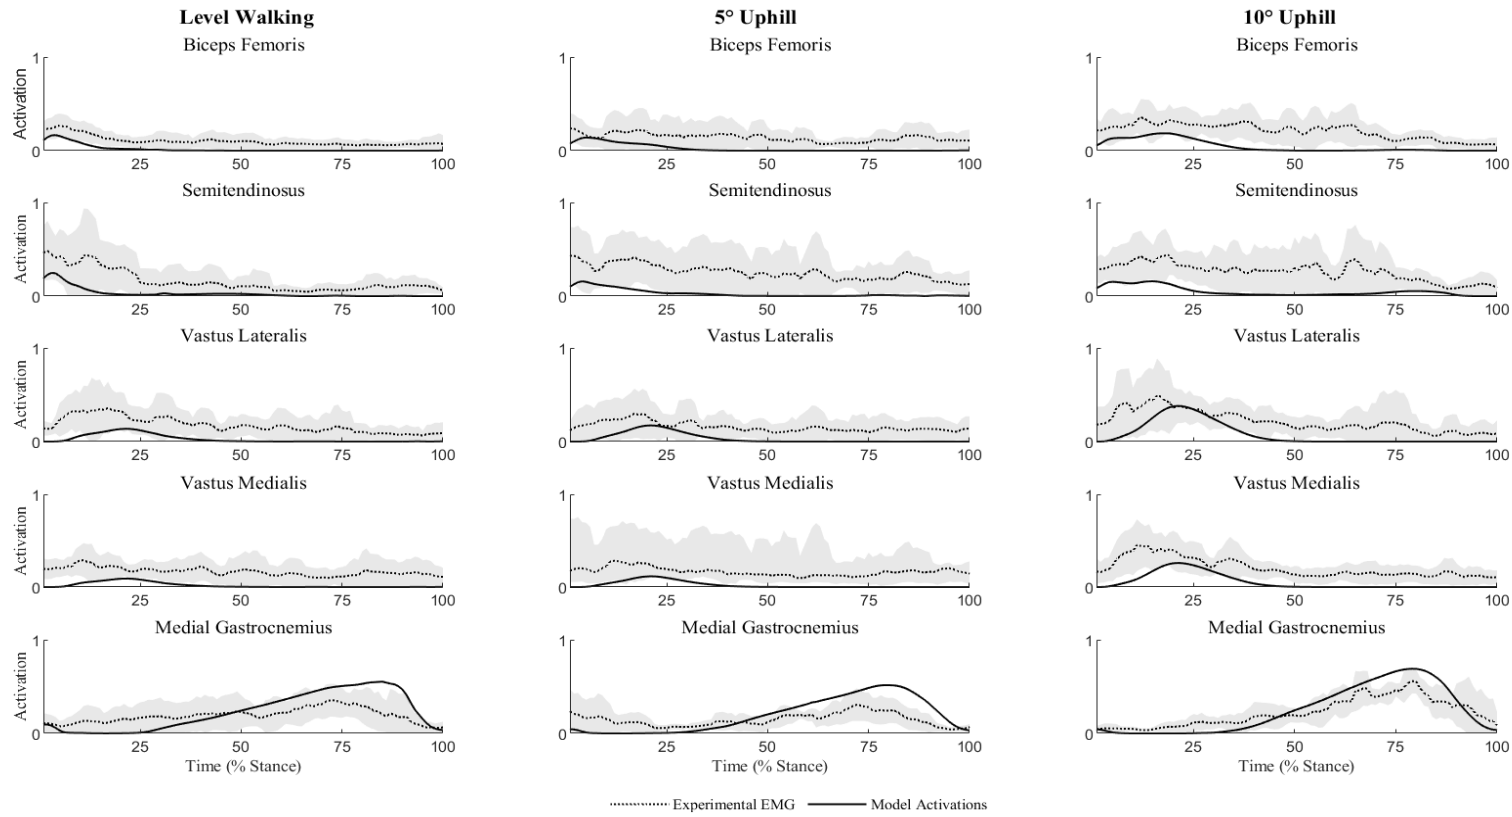 Level Walking 5° Uphill 10° Uphill
Biceps Femoris Biceps Femoris Biceps Femoris
1 1 1
Activation
0 0 0
25 50 75 100 25 50 75 100 25 50 75 100
Semitendinosus Semitendinosus Semitendinosus
1 1 1
Activation
0 0 0
25 50 75 100 25 50 75 100 25 50 75 100
Vastus Lateralis Vastus Lateralis Vastus Lateralis
1 1 1
Activation
0 0 0
25 50 75 100 25 50 75 100 25 50 75 100
Vastus Medialis Vastus Medialis Vastus Medialis
1 1 1
Activation
0 0 0
25 50 75 100 25 50 75 100 25 50 75 100
Medial Gastrocnemius Medial Gastrocnemius Medial Gastrocnemius
1 1 1
Activation
0 0 0
25 50 75 100 25 50 75 100 25 50 75 100
Time (% Stance) Time (% Stance) Time (% Stance)
Experimental EMG Model Activations